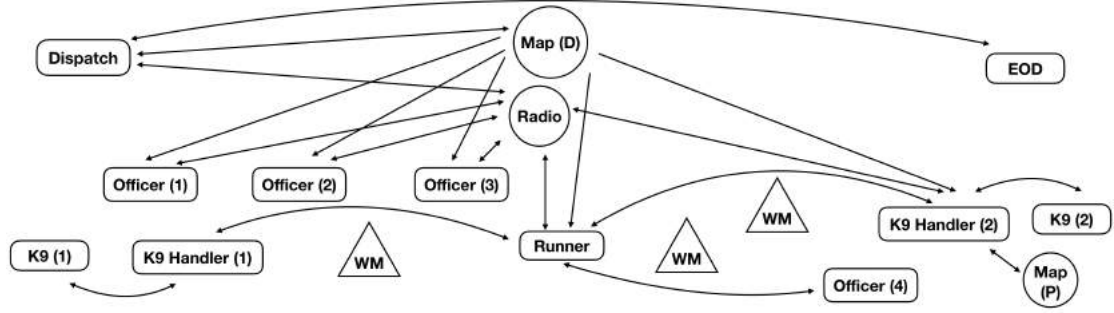 Map (D)
Dispatch
EOD
Radio
Officer (1)
Officer (2)
Officer (3)
WM
K9 Handler (2)
K9 (2)
K9 (1)
K9 Handler (1)
WM
Runner
WM
Officer (4)
Map
(P)